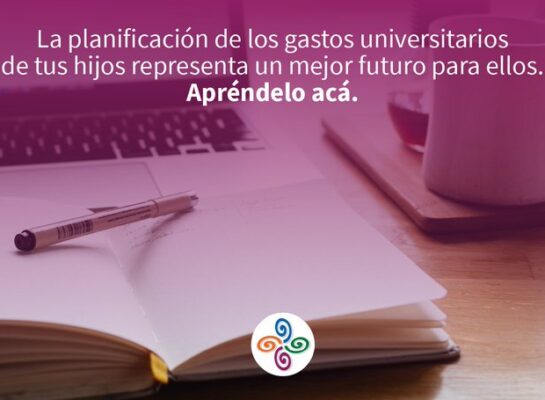 La planificación de los gastos universitarios
de tus hijos representa un mejor futuro para ellos.
Apréndelo acá.